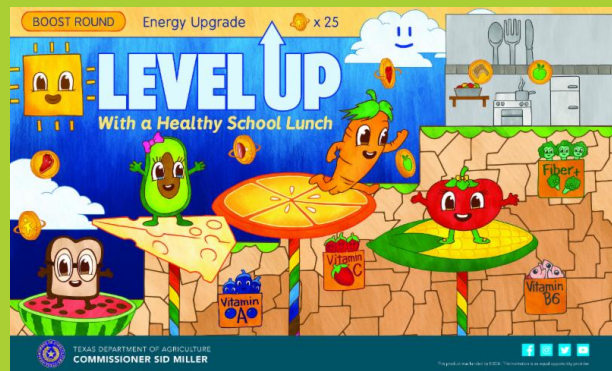 BOOST ROUND
Energy Upgrade
x 25
LEVEL UP
With a Healthy School Lunch
Fiber+
Vitamin
C
Vitamin
A
Vitamin
B6
TEXAS DEPARTMENT OF AGRICULTURE
COMMISSIONER SID MILLER